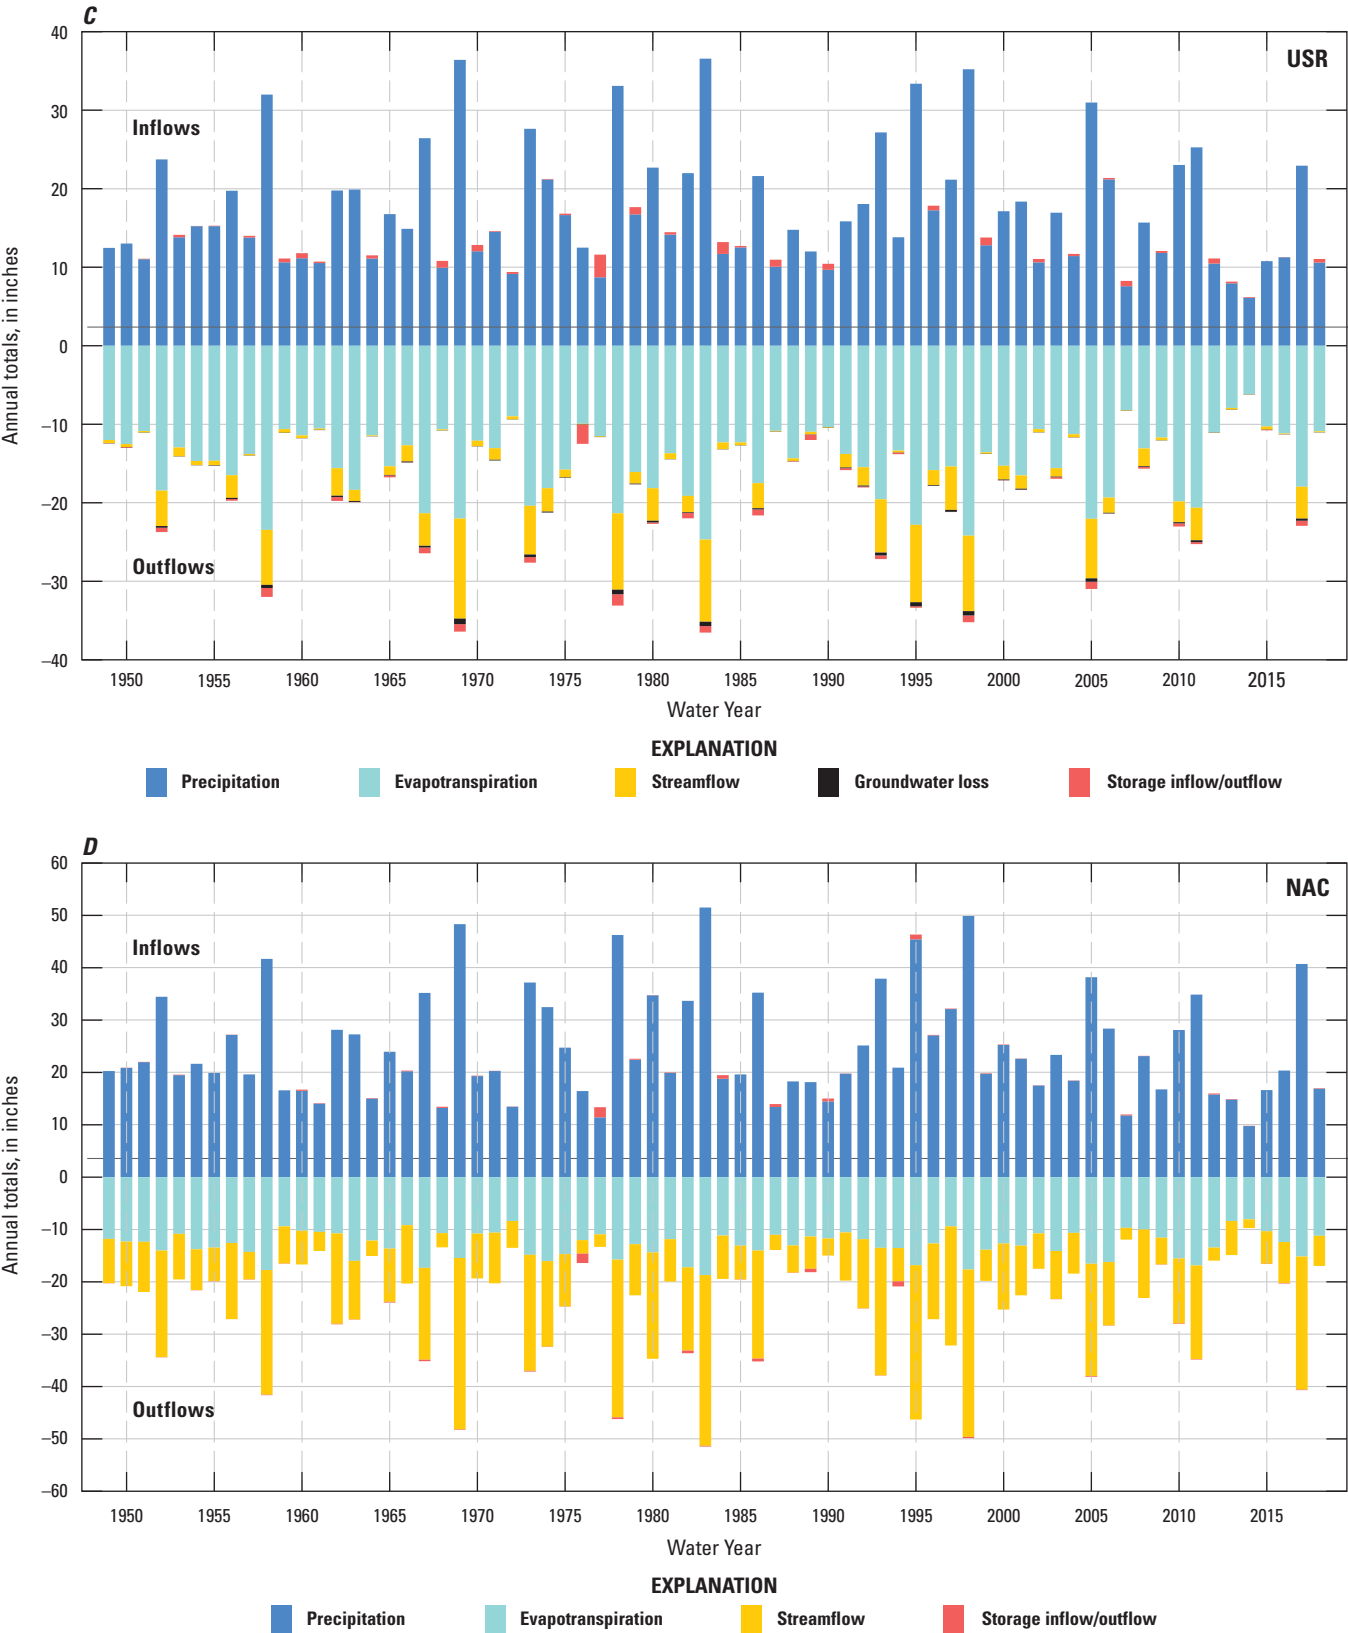 C
USR
Inflows
Outflows
40
30
20
10
0
–10
–20
–30
–40
Annual totals, in inches
1950 1955 1960 1965 1970 1975 1980 1985 1990 1995 2000 2005 2010 2015
Water Year
EXPLANATION
Precipitation Evapotranspiration Streamflow Groundwater loss Storage inflow/outflow
D
NAC
Inflows
Outflows
60
50
40
30
20
10
0
–10
–20
–30
–40
–50
–60
Annual totals, in inches
1950 1955 1960 1965 1970 1975 1980 1985 1990 1995 2000 2005 2010 2015
Water Year
EXPLANATION
Precipitation Evapotranspiration Streamflow Storage inflow/outflow